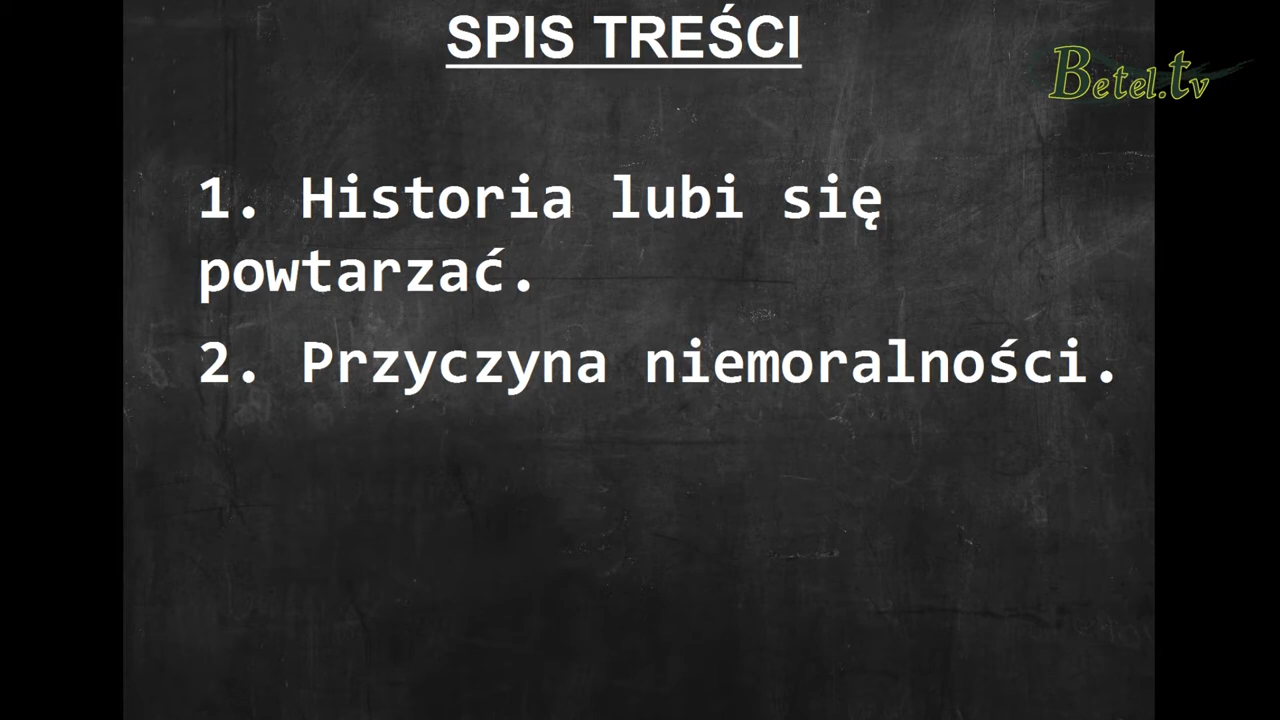 SPIS TREŚCI
Betel.tv
1. Historia lubi się
powtarzać.
2. Przyczyna niemoralności.